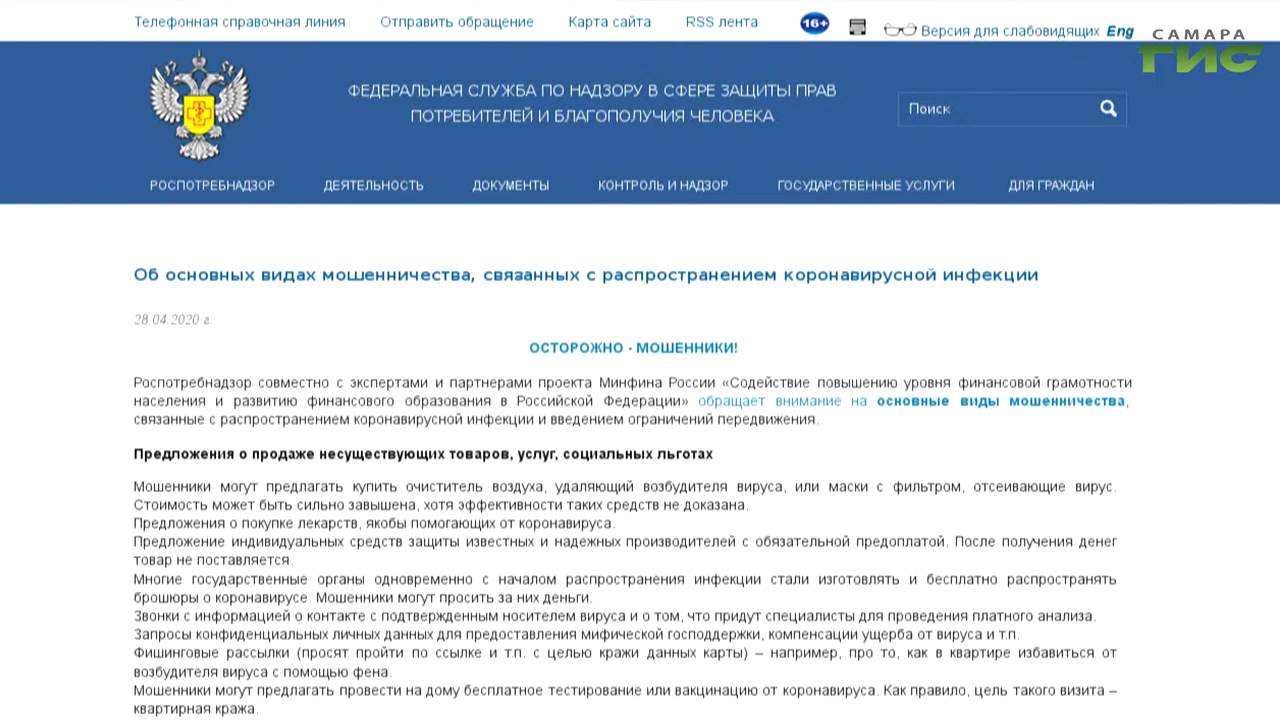 Телефонная справочная линия Отправить обращение Карта сайта RSS лента 16+ Версия для слабовидящих Eng
САМАРА
ГИС
ФЕДЕРАЛЬНАЯ СЛУЖБА ПО НАДЗОРУ В СФЕРЕ ЗАЩИТЫ ПРАВ
ПОТРЕБИТЕЛЕЙ И БЛАГОПОЛУЧИЯ ЧЕЛОВЕКА
Поиск
РОСПОТРЕБНАДЗОР ДЕЯТЕЛЬНОСТЬ ДОКУМЕНТЫ КОНТРОЛЬ И НАДЗОР ГОСУДАРСТВЕННЫЕ УСЛУГИ ДЛЯ ГРАЖДАН
Об основных видах мошенничества, связанных с распространением коронавирусной инфекции
28.04.2020 г.
ОСТОРОЖНО - МОШЕННИКИ!
Роспотребнадзор совместно с экспертами и партнерами проекта Минфина России «Содействие повышению уровня финансовой грамотности
населения и развитию финансового образования в Российской Федерации» обращает внимание на основные виды мошенничества,
связанные с распространением коронавирусной инфекции и введением ограничений передвижения.
Предложения о продаже несуществующих товаров, услуг, социальных льготах
Мошенники могут предлагать купить очиститель воздуха, удаляющий возбудителя вируса, или маски с фильтром, отсеивающие вирус.
Стоимость может быть сильно завышена, хотя эффективности таких средств не доказана.
Предложения о покупке лекарств, якобы помогающих от коронавируса.
Предложение индивидуальных средств защиты известных и надежных производителей с обязательной предоплатой. После получения денег
товар не поставляется.
Многие государственные органы одновременно с началом распространения инфекции стали изготовлять и бесплатно распространять
брошюры о коронавирусе. Мошенники могут просить за них деньги.
Звонки с информацией о контакте с подтвержденным носителем вируса и о том, что придут специалисты для проведения платного анализа.
Запросы конфиденциальных личных данных для предоставления мифической господдержки, компенсации ущерба от вируса и т.п.
Фишинговые рассылки (просят пройти по ссылке и т.п. с целью кражи данных карты) – например, про то, как в квартире избавиться от
возбудителя вируса с помощью фена.
Мошенники могут предлагать провести на дому бесплатное тестирование или вакцинацию от коронавируса. Как правило, цель такого визита –
квартирная кража.